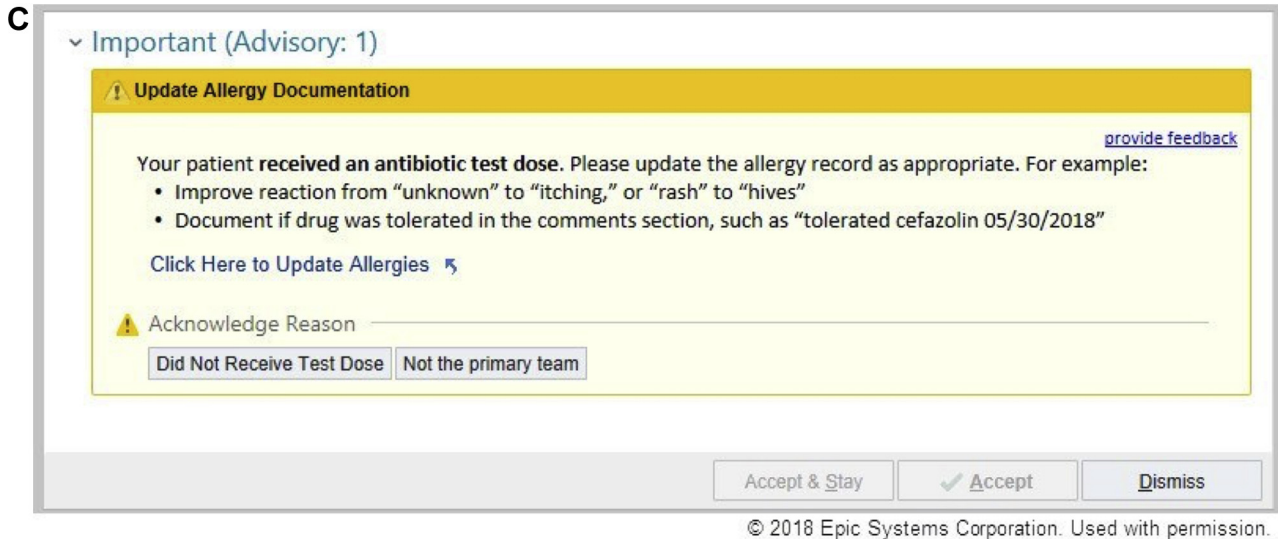 C
Important (Advisory: 1)
Update Allergy Documentation
provide feedback
Your patient received an antibiotic test dose. Please update the allergy record as appropriate. For example:
• Improve reaction from “unknown” to “itching,” or “rash” to “hives”
• Document if drug was tolerated in the comments section, such as “tolerated cefazolin 05/30/2018”
Click Here to Update Allergies
Acknowledge Reason
Did Not Receive Test Dose Not the primary team
Accept & Stay Accept Dismiss
© 2018 Epic Systems Corporation. Used with permission.